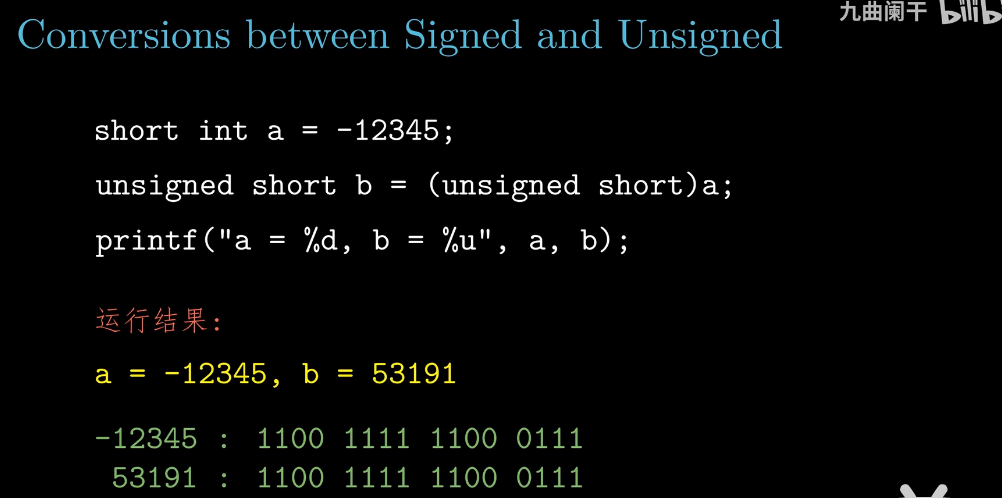 九曲阑干 bilib
Conversions between Signed and Unsigned
short int a = -12345;
unsigned short b = (unsigned short)a;
printf("a = %d, b = %u", a, b);
运行结果:
a = -12345, b = 53191
-12345 : 1100 1111 1100 0111
53191 : 1100 1111 1100 0111